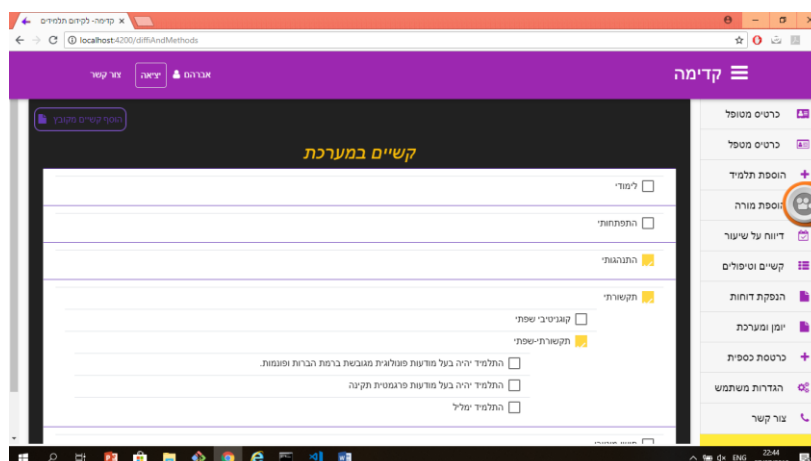 קדימה- לקידום תלמידים
localhost:4200/diffiAndMethods
קדימה
אברהם
יציאה
צור קשר
כרטיס מטופל
כרטיס מטפל
הוספת תלמיד
הוספת מורה
דיווח על שיעור
קשיים וטיפולים
הנפקת דוחות
יומן ומערכת
כרטסת כספית
הגדרות משתמש
צור קשר
הוסף קשיים מקובץ
קשיים במערכת
לימודי
התפתחותי
התנהגותי
תקשורתי
קוגניטיבי שפתי
תקשורתי-שפתי
התלמיד יהיה בעל מודעות פונולוגית מגובשת ברמת הברות ופונמות.
התלמיד יהיה בעל מודעות פרגמטית תקינה
התלמיד ימליל
ENG
22:44